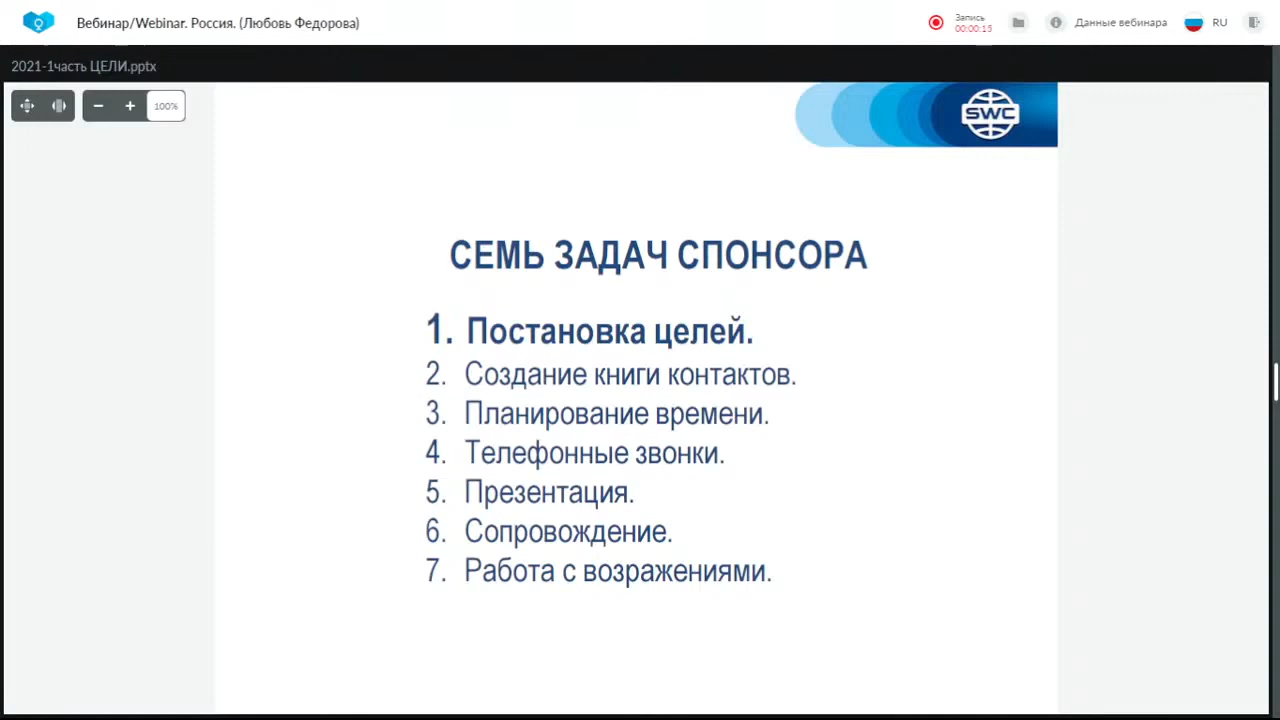 Вебинар/Webinar. Россия. (Любовь Федорова)
Запись
00:00:15
Данные вебинара
RU
2021-1часть ЦЕЛИ.pptx
100%
SWC
СЕМЬ ЗАДАЧ СПОНСОРА
1. Постановка целей.
2. Создание книги контактов.
3. Планирование времени.
4. Телефонные звонки.
5. Презентация.
6. Сопровождение.
7. Работа с возражениями.